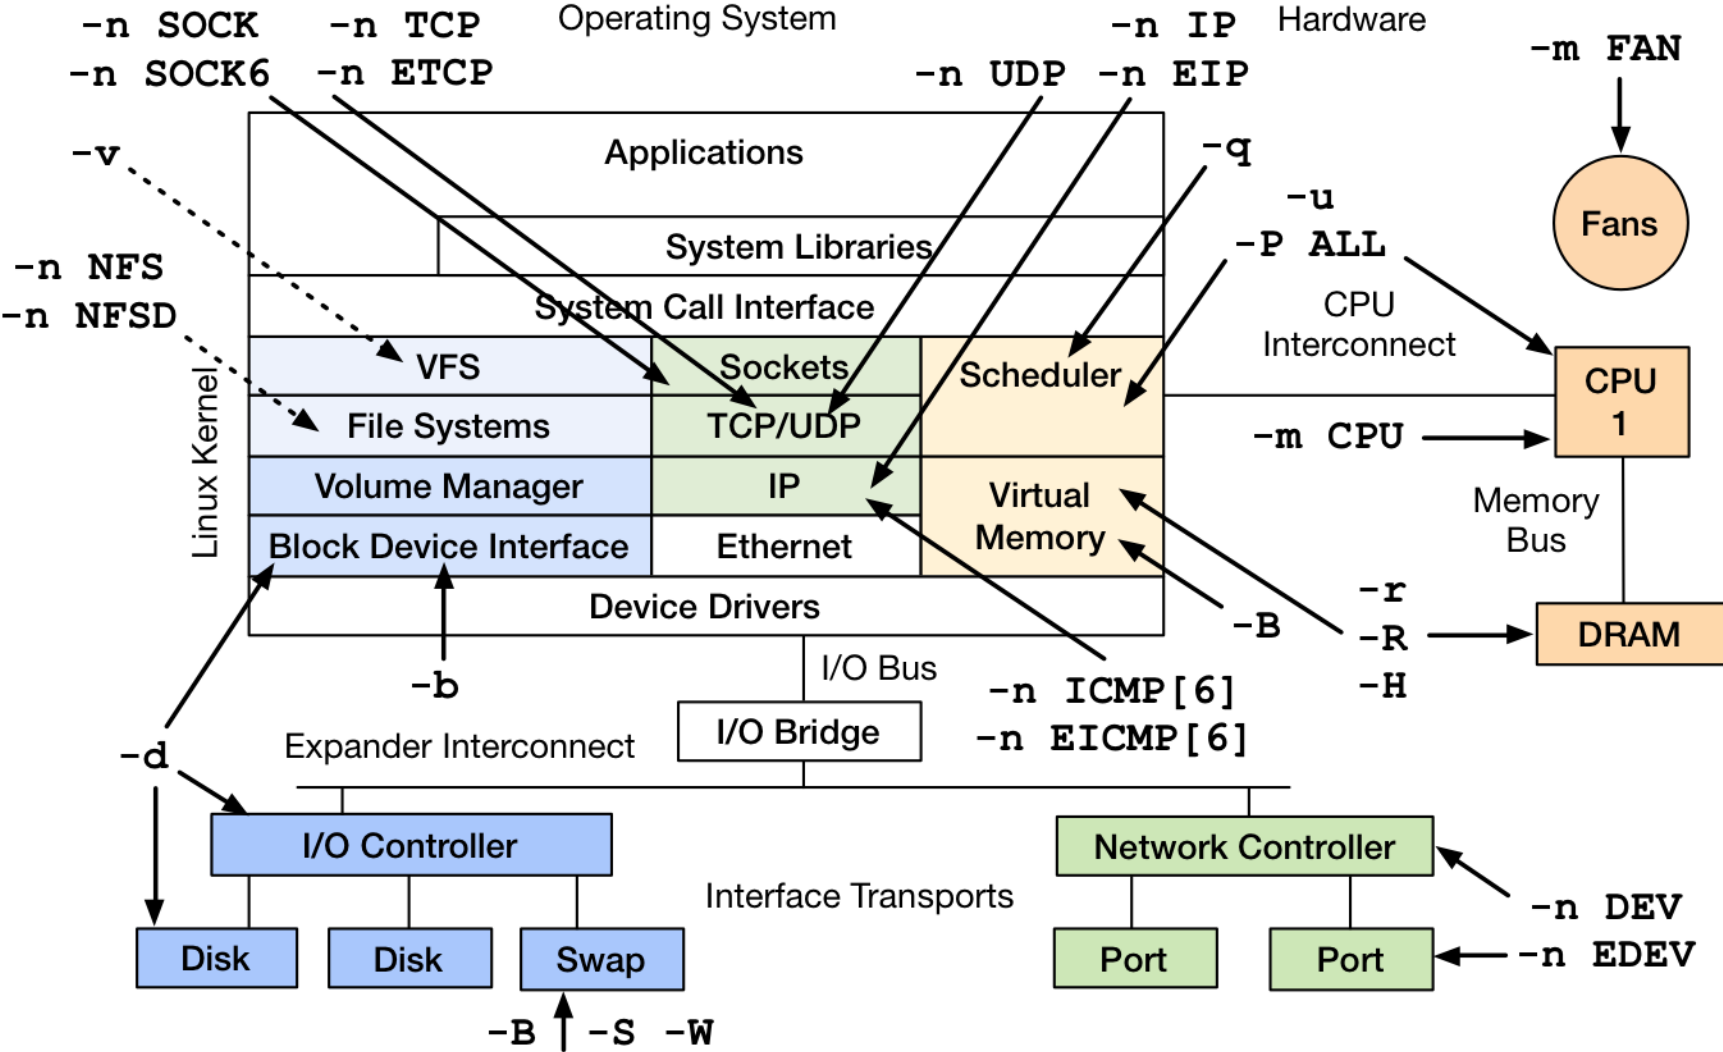 -n SOCK
-n SOCK6
-n TCP
-n ETCP
Operating System
-n UDP
-n IP
-n EIP
Hardware
-m FAN
Fans
-v
-n NFS
-n NFSD
-q
-u
-P ALL
Applications
System Libraries
System Call Interface
Linux Kernel
VFS
Sockets
Scheduler
File Systems
TCP/UDP
Volume Manager
IP
Virtual
Memory
Block Device Interface
Ethernet
Device Drivers
CPU
Interconnect
CPU
1
-m CPU
Memory
Bus
-r
-R
-H
DRAM
-B
-b
I/O Bus
-n ICMP[6]
-n EICMP[6]
-d
Expander Interconnect
I/O Bridge
I/O Controller
Network Controller
Interface Transports
-n DEV
-n EDEV
Disk
Disk
Swap
Port
Port
-B
-S -W